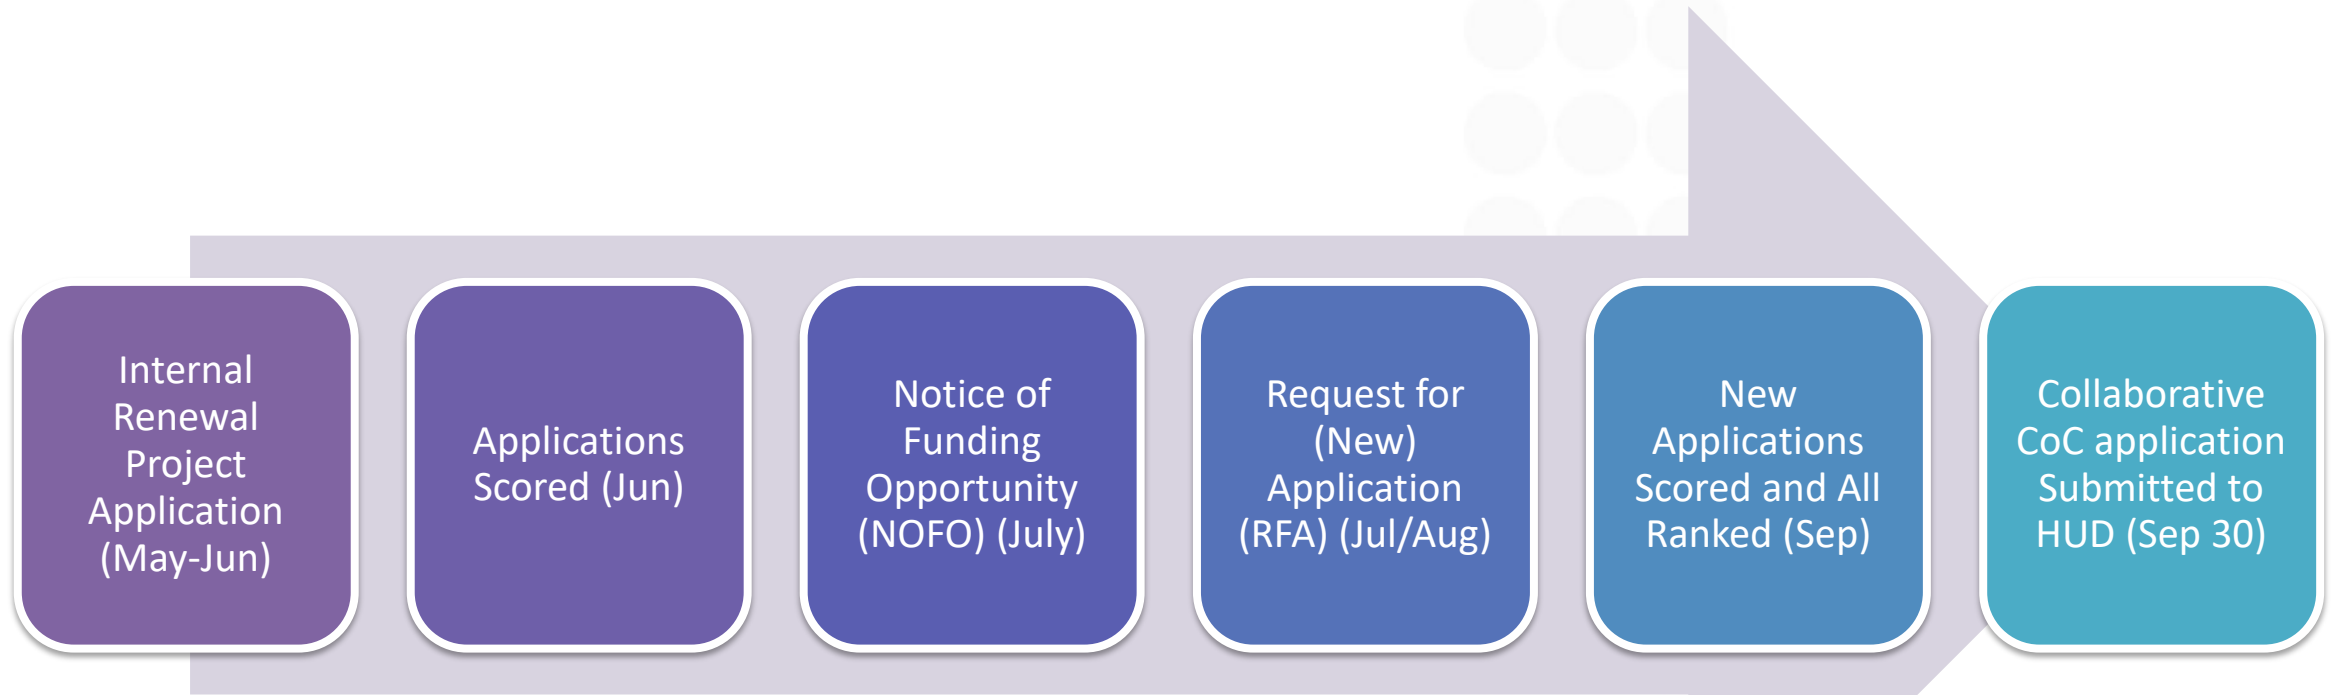 Internal
Renewal
Project
Application
(May-Jun)
Applications
Scored (Jun)
Notice of
Funding
Opportunity
(NOFO) (July)
Request for
(New)
Application
(RFA) (Jul/Aug)
New
Applications
Scored and All
Ranked (Sep)
Collaborative
CoC application
Submitted to
HUD (Sep 30)